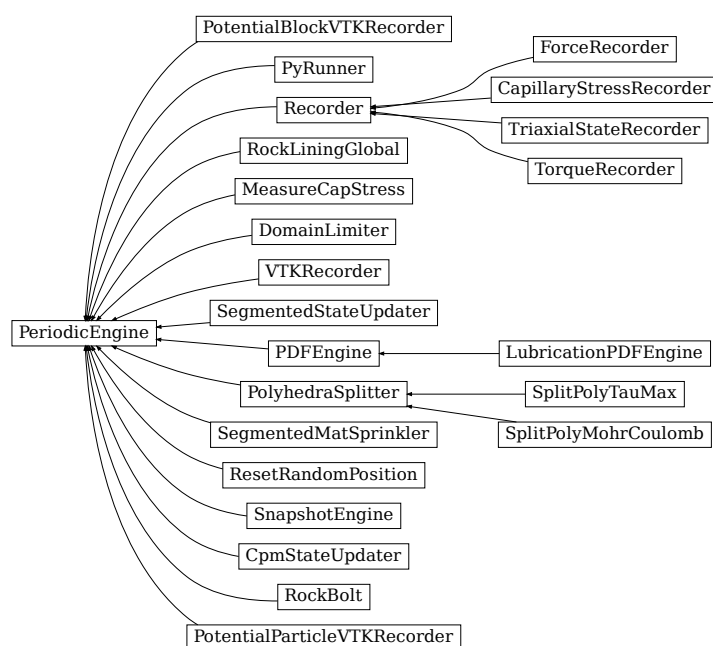 PotentialBlockVTKRecorder
ForceRecorder
PyRunner
CapillaryStressRecorder
Recorder
TriaxialStateRecorder
RockLiningGlobal
TorqueRecorder
MeasureCapStress
DomainLimiter
VTKRecorder
SegmentedStateUpdater
PeriodicEngine
PDFEngine
LubricationPDFEngine
PolyhedraSplitter
SplitPolyTauMax
SegmentedMatSprinkler
SplitPolyMohrCoulomb
ResetRandomPosition
SnapshotEngine
CpmStateUpdater
RockBolt
PotentialParticleVTKRecorder